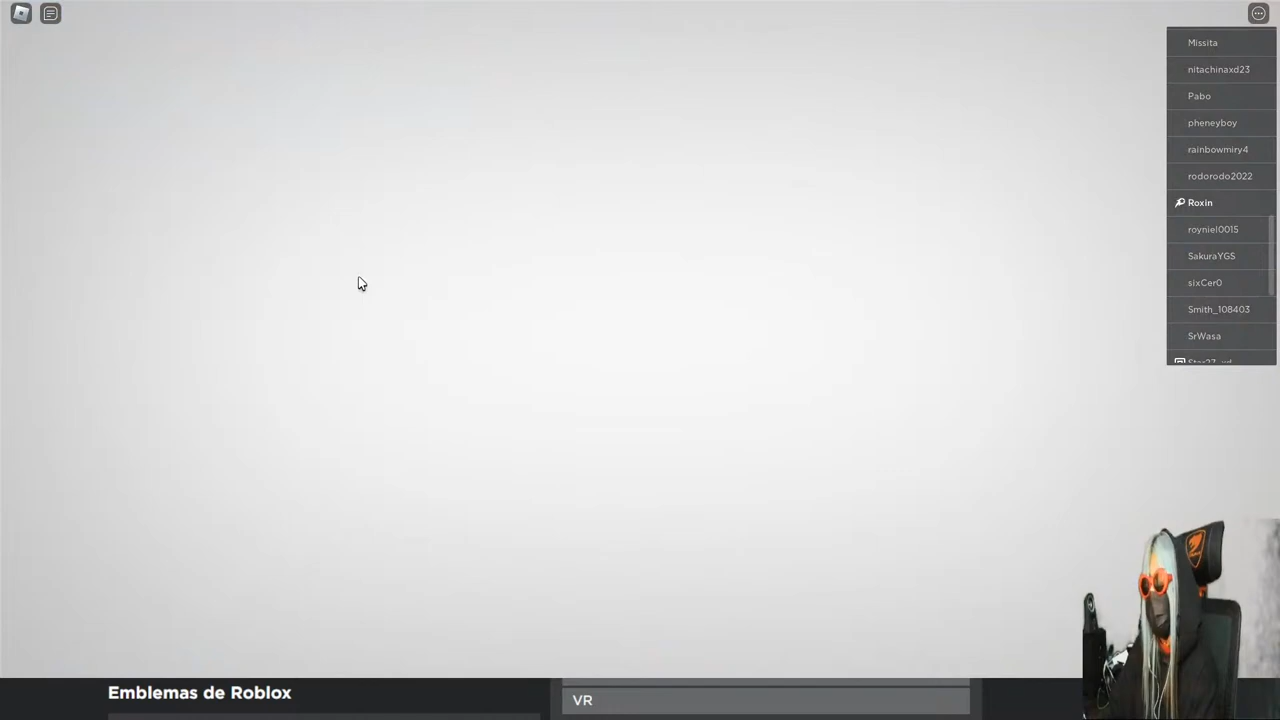 Missita
nitachinaxd23
Pabo
pheneyboy
rainbowmiry4
rodorodo2022
Roxin
royniel0015
SakuraYGS
sixCer0
Smith_108403
SrWasa
Emblemas de Roblox
VR